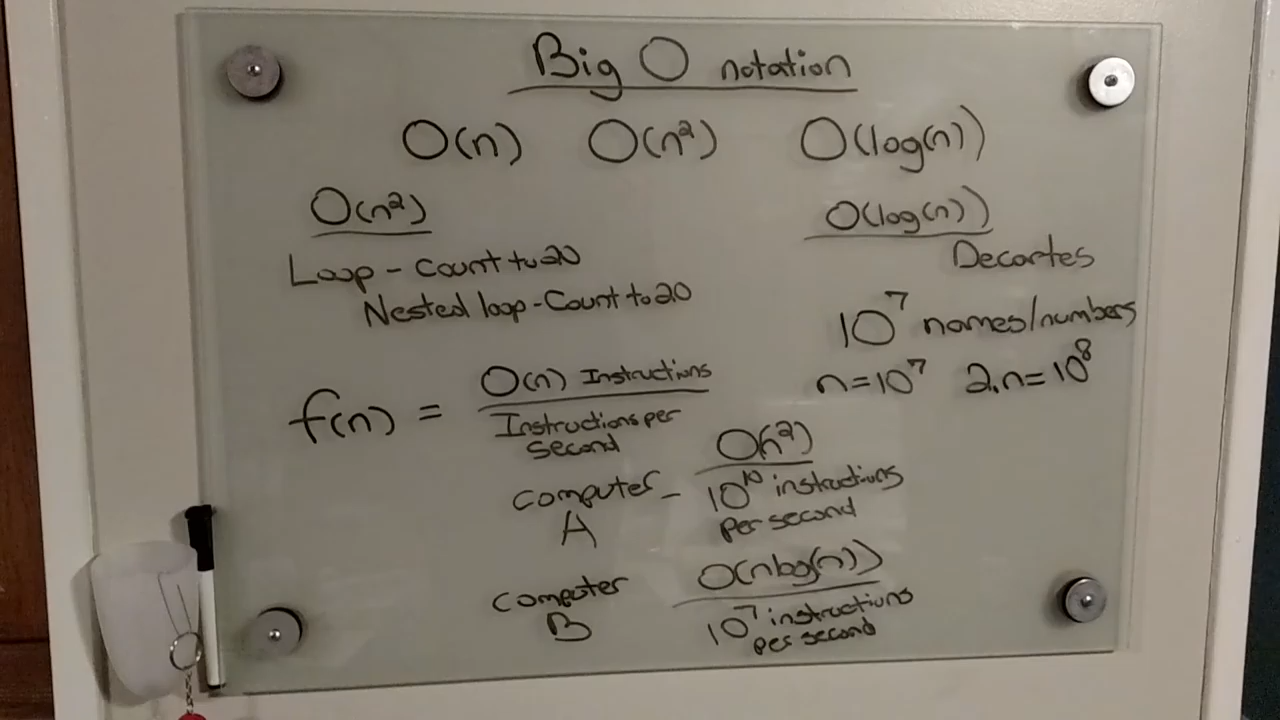 Big O notation
O(n) O(n²) O(log(n))
O(n²)
Loop - Count to 20
Nested loop - Count to 20
O(log(n))
Decartes
10⁷ names/numbers
n=10⁷ 2.n=10⁸
f(n) = O(n) Instructions
Instructions per
second
computer A - O(n²)
10¹⁰ instructions
per second
computer B O(nlog(n))
10⁷ instructions
per second